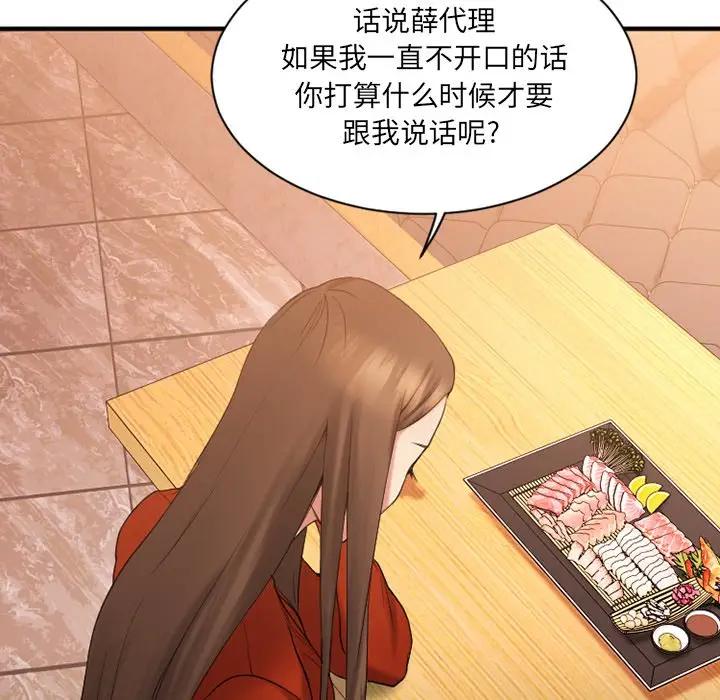 话说薛代理
如果我一直不开口的话
你打算什么时候才要
跟我说话呢?